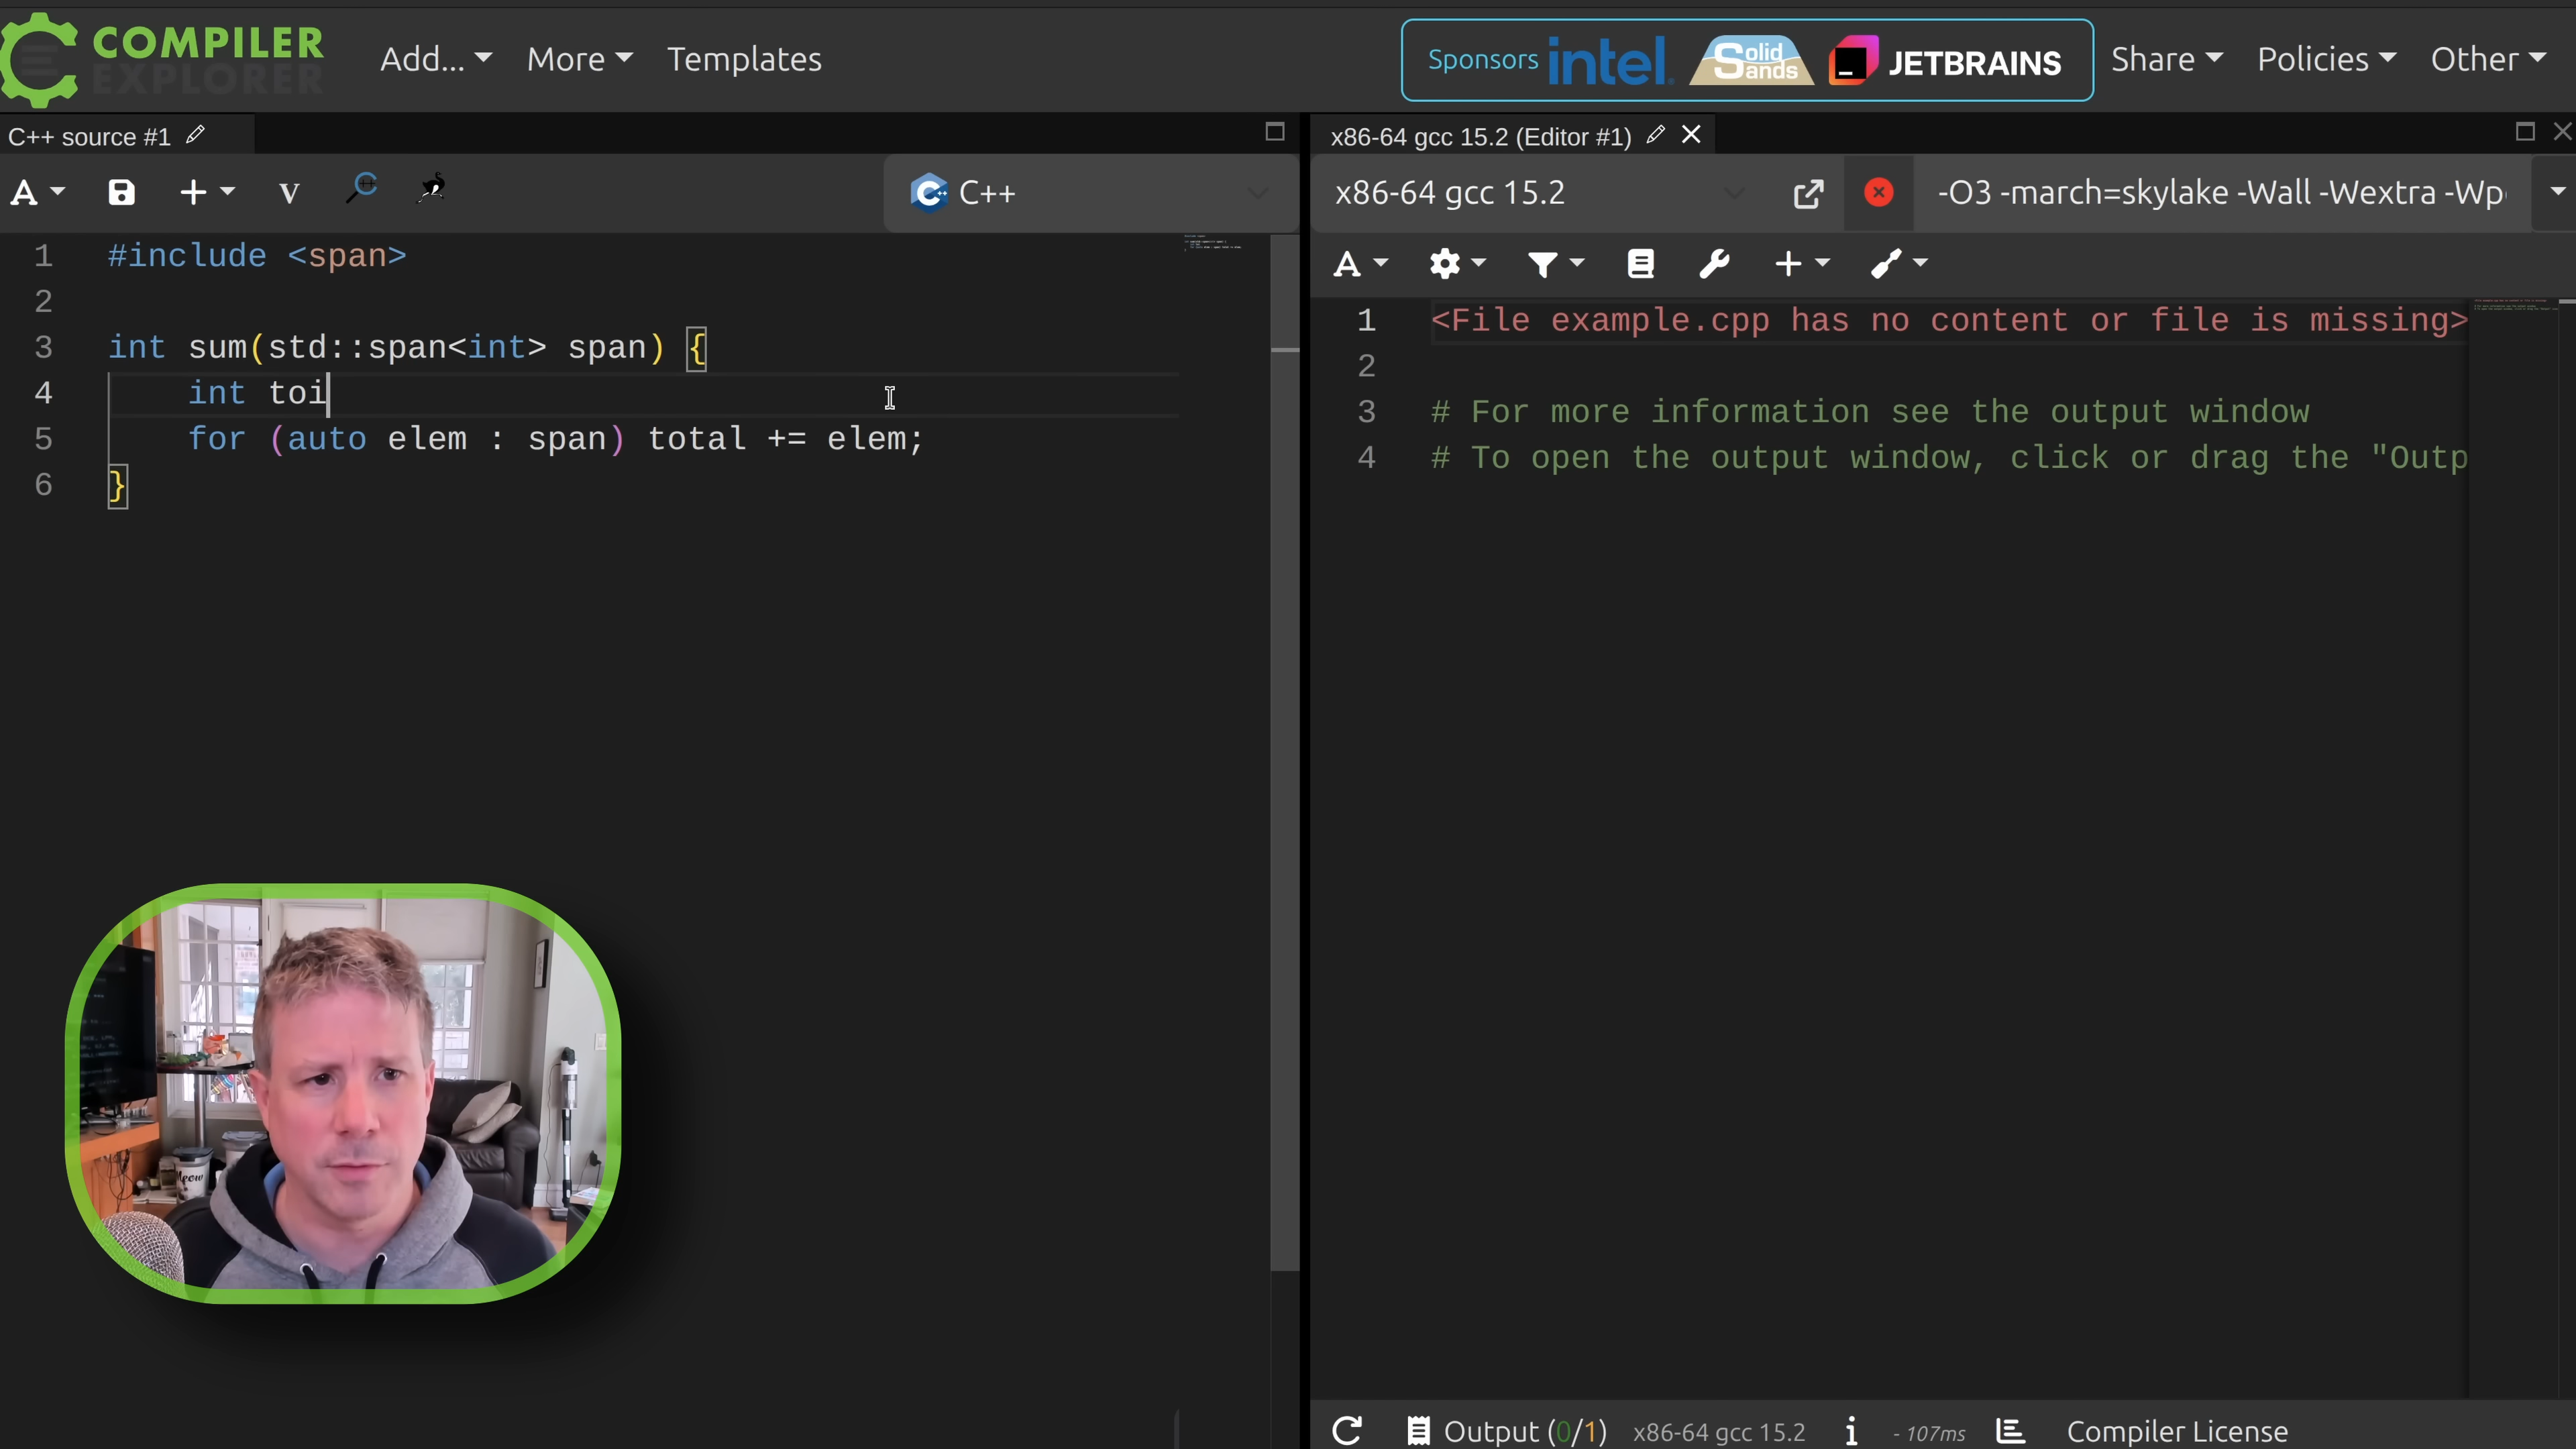 COMPILER
EXPLORER
Add...
More
Templates
Sponsors
intel.
Solid
Sands
JETBRAINS
Share
Policies
Other
C++ source #1
A
V
C++
1 #include <span>
2
3 int sum(std::span<int> span) {
4 int toi
5 for (auto elem : span) total += elem;
6 }
x86-64 gcc 15.2 (Editor #1)
x86-64 gcc 15.2
-O3 -march=skylake -Wall -Wextra -Wp
A
1 <File example.cpp has no content or file is missing>
2
3 # For more information see the output window
4 # To open the output window, click or drag the "Outp
Meow
Output (0/1)
x86-64 gcc 15.2
- 107ms
Compiler License